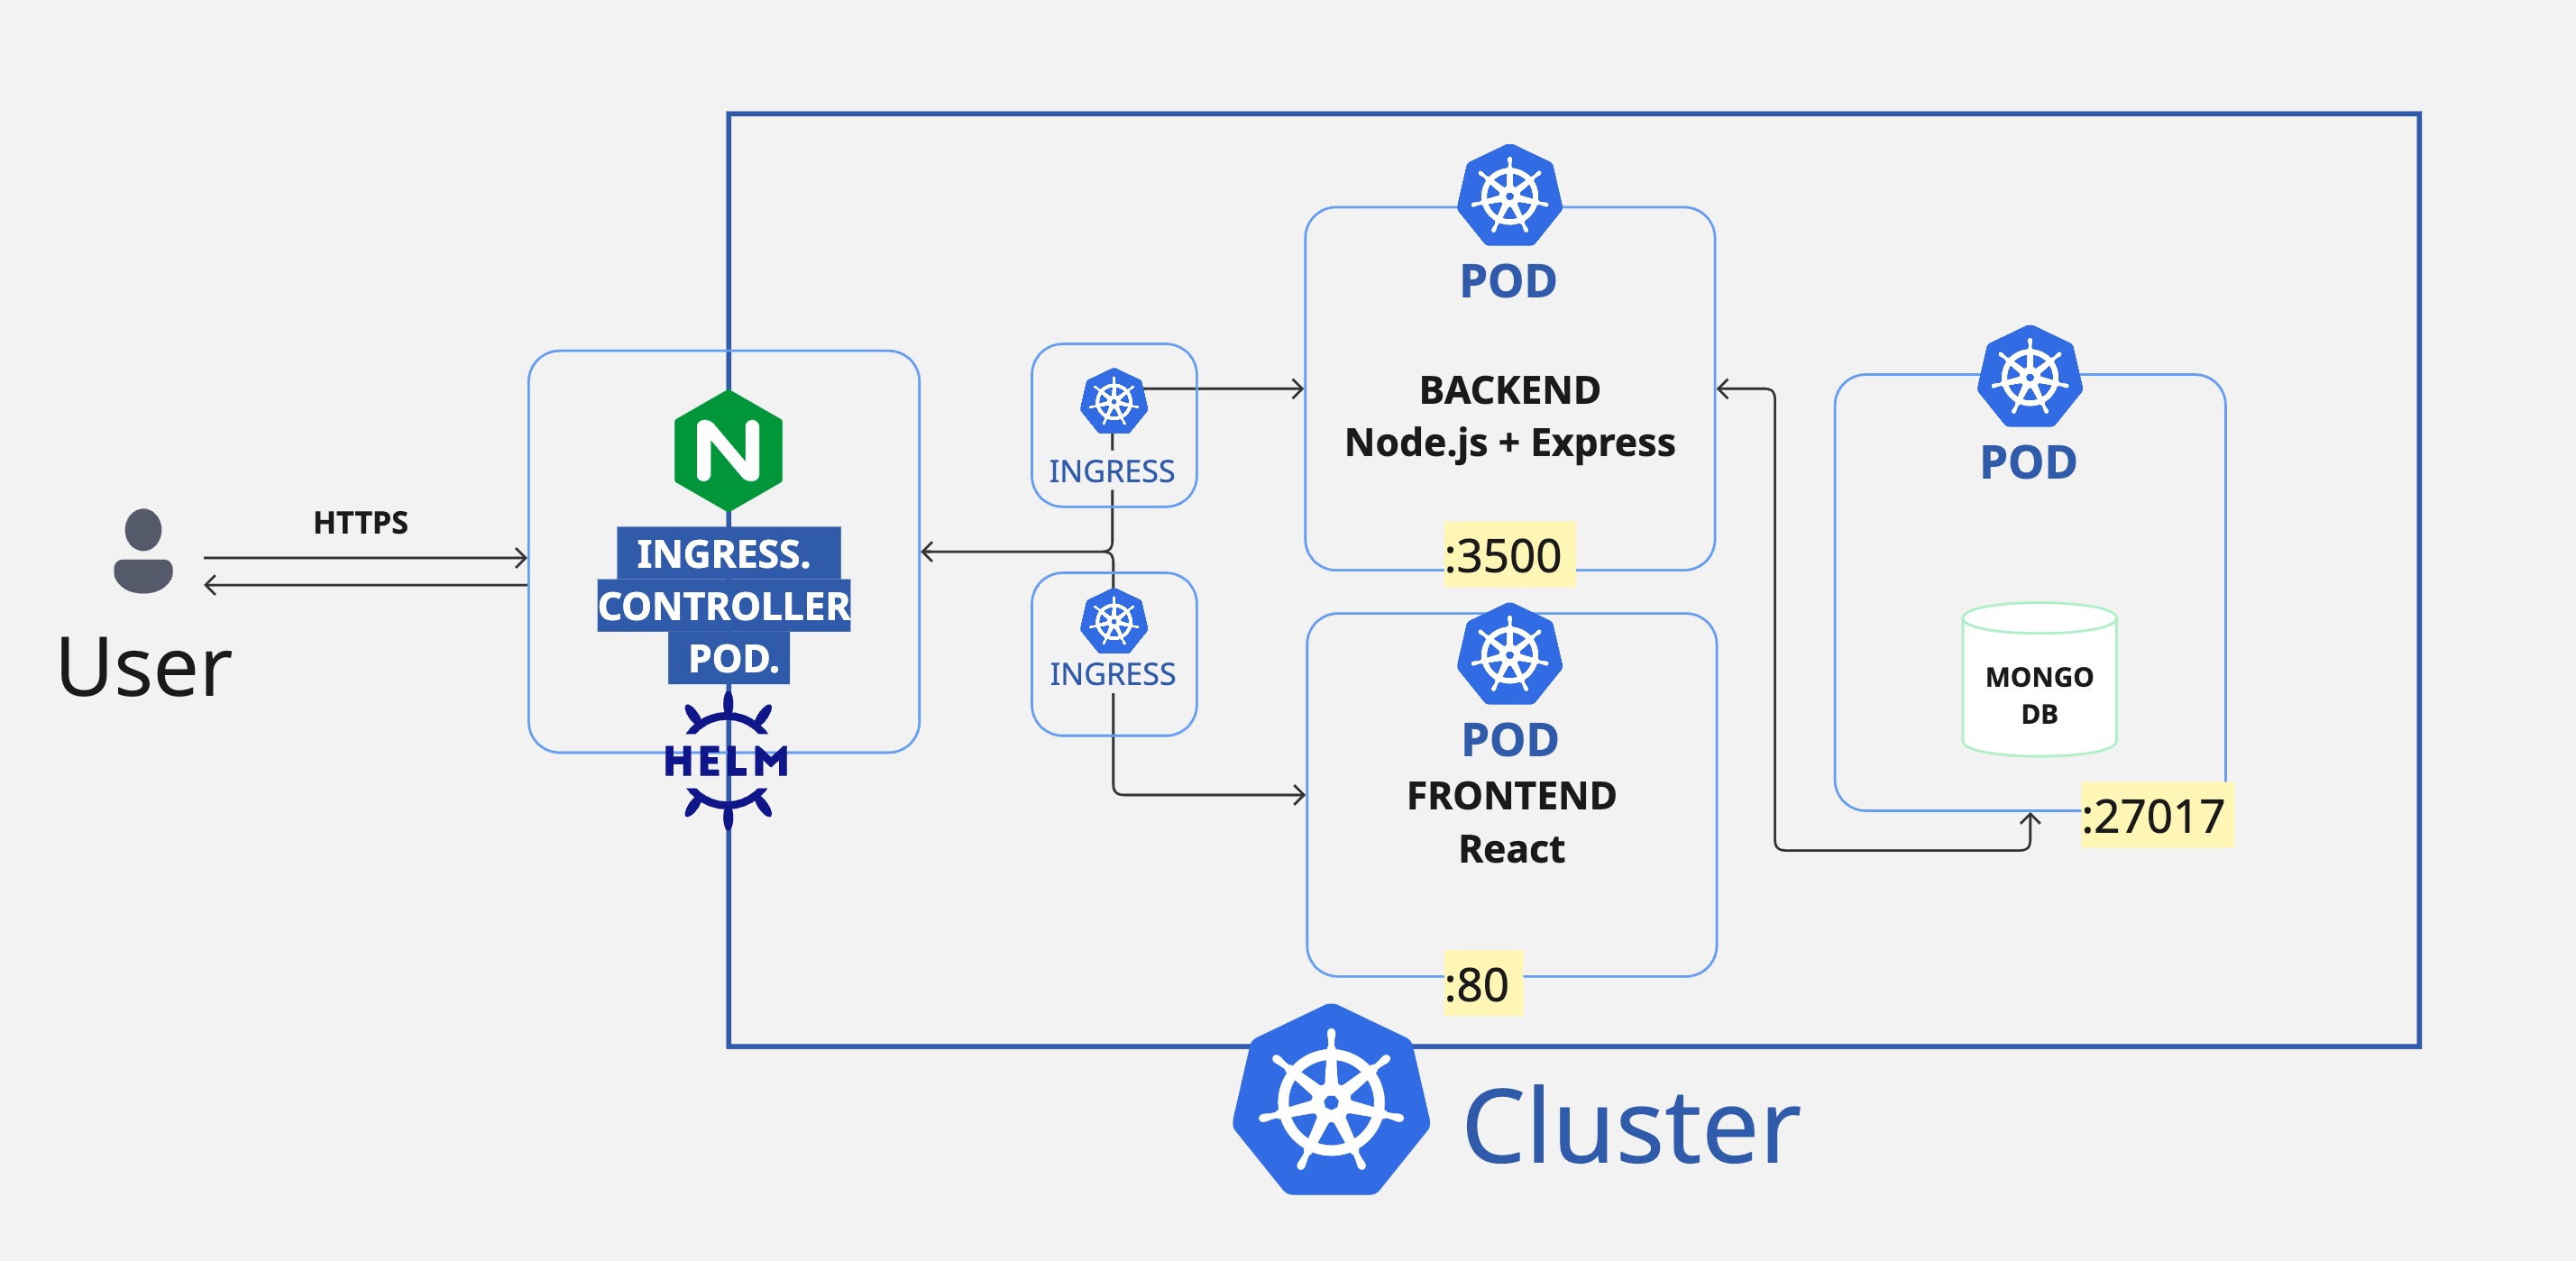 HTTPS
User
INGRESS.
CONTROLLER
POD.
HELM
INGRESS
INGRESS
POD
BACKEND
Node.js + Express
:3500
POD
FRONTEND
React
:80
POD
MONGO
DB
:27017
Cluster